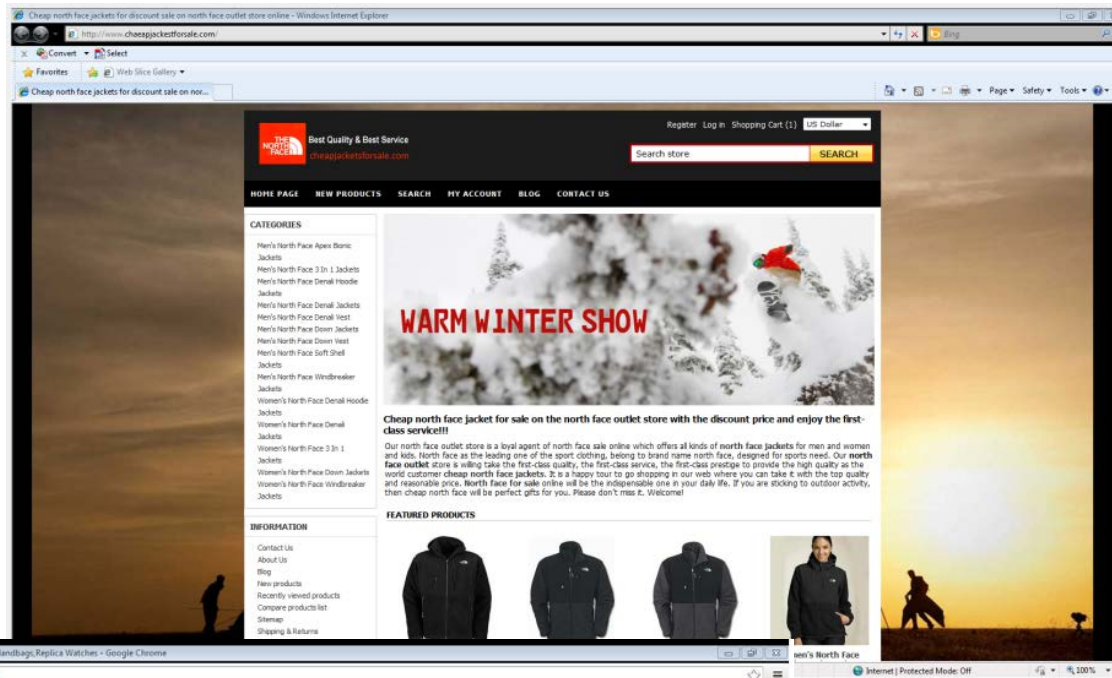 Cheap north face jackets for discount sale on north face outlet store online - Windows Internet Explorer
http://www.chaeapjackestforsale.com/
Bing
x Convert Select
Favorites Web Slice Gallery
Cheap north face jackets for discount sale on nor...
Page Safety Tools
THE NORTH FACE
Best Quality & Best Service
cheapjacketsforsale.com
Register Log in Shopping Cart (1) US Dollar
Search store SEARCH
HOME PAGE NEW PRODUCTS SEARCH MY ACCOUNT BLOG CONTACT US
CATEGORIES
Men's North Face Apex Bionic
Jackets
Men's North Face 3 In 1 Jackets
Men's North Face Denali Hoodie
Jackets
Men's North Face Denali Jackets
Men's North Face Denali Vest
Men's North Face Down Jackets
Men's North Face Down Vest
Men's North Face Soft Shell
Jackets
Men's North Face Windbreaker
Jackets
Women's North Face Denali Hoodie
Jackets
Women's North Face Denali
Jackets
Women's North Face 3 In 1
Jackets
Women's North Face Down Jackets
Women's North Face Windbreaker
Jackets
INFORMATION
Contact Us
About Us
Blog
New products
Recently viewed products
Compare products list
Sitemap
Shipping & Returns
WARM WINTER SHOW
Cheap north face jacket for sale on the north face outlet store with the discount price and enjoy the first-
class service!!!
Our north face outlet store is a loyal agent of north face sale online which offers all kinds of north face jackets for men and women
and kids. North face as the leading one of the sport clothing, belong to brand name north face, designed for sports need. Our north
face outlet store is willing take the first-class quality, the first-class service, the first-class prestige to provide the high quality as the
world customer cheap north face jackets. It is a happy tour to go shopping in our web where you can take it with the top quality
and reasonable price. North face for sale online will be the indispensable one in your daily life. If you are sticking to outdoor activity,
then cheap north face will be perfect gifts for you. Please don't miss it. Welcome!
FEATURED PRODUCTS
men's North Face
andbags,Replica Watches - Google Chrome
Internet | Protected Mode: Off 100%